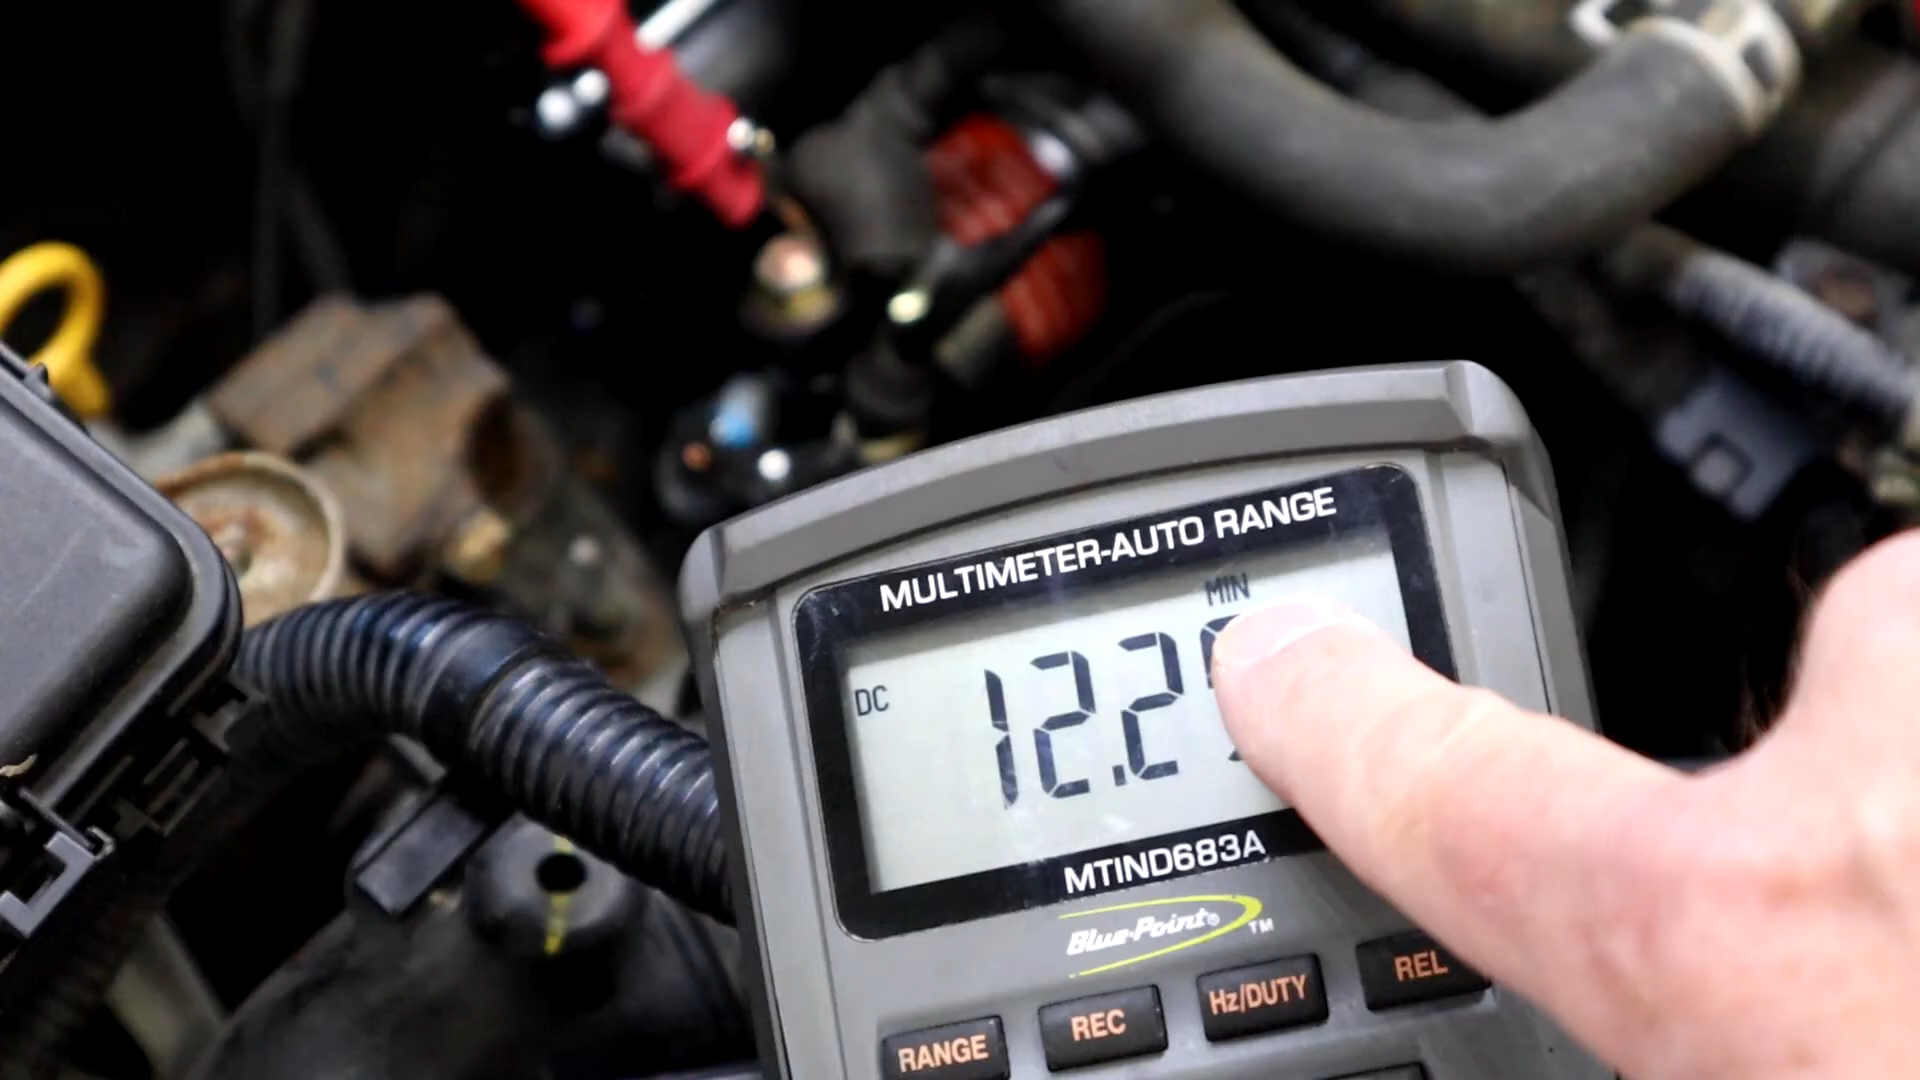 MULTIMETER-AUTO RANGE
MIN
DC
12.2
MTIND683A
Blue-Point® TM
RANGE REC Hz/DUTY REL